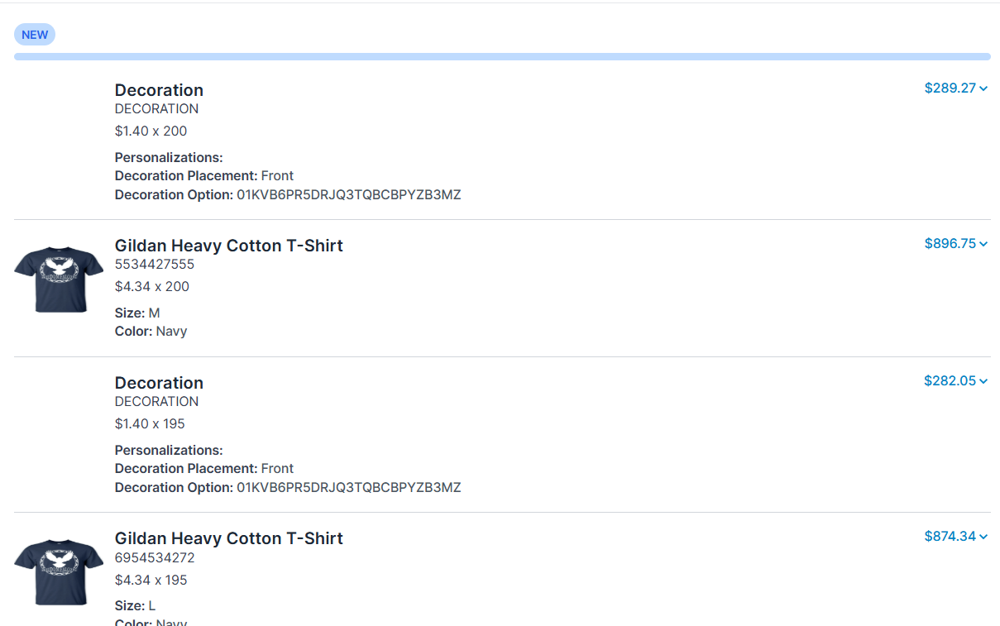 NEW
Decoration
$289.27
DECORATION
$1.40 x 200
Personalizations:
Decoration Placement: Front
Decoration Option: 01KVB6PR5DRJQ3TQBCBPYZB3MZ
Gildan Heavy Cotton T-Shirt
$896.75
5534427555
$4.34 x 200
Size: M
Color: Navy
Decoration
$282.05
DECORATION
$1.40 x 195
Personalizations:
Decoration Placement: Front
Decoration Option: 01KVB6PR5DRJQ3TQBCBPYZB3MZ
Gildan Heavy Cotton T-Shirt
$874.34
6954534272
$4.34 x 195
Size: L
Color: Navy